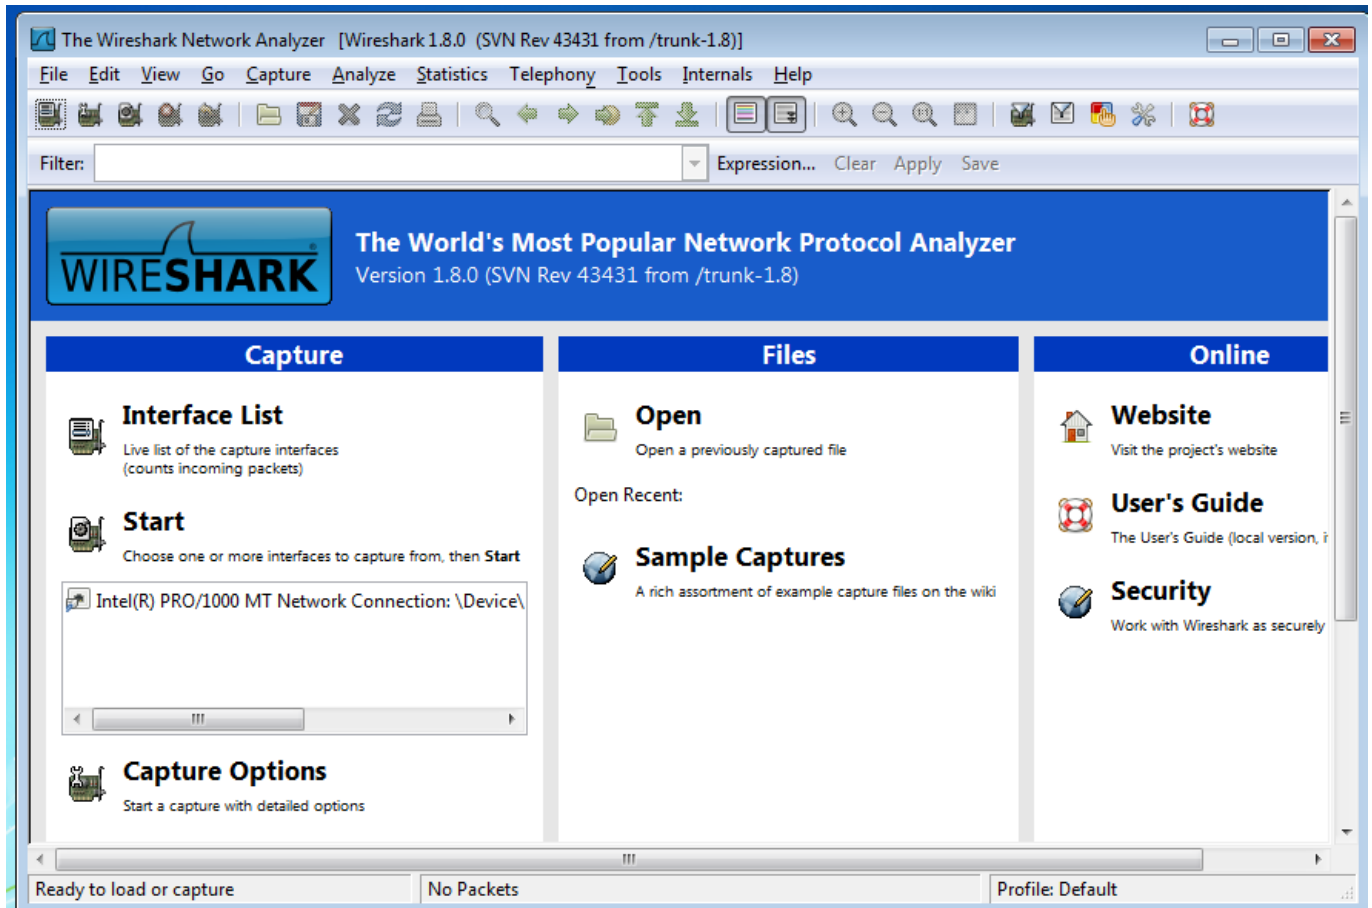 The Wireshark Network Analyzer [Wireshark 1.8.0 (SVN Rev 43431 from /trunk-1.8)]
File Edit View Go Capture Analyze Statistics Telephony Tools Internals Help
Filter: Expression... Clear Apply Save
WIRESHARK®
The World's Most Popular Network Protocol Analyzer
Version 1.8.0 (SVN Rev 43431 from /trunk-1.8)
Capture
Interface List
Live list of the capture interfaces
(counts incoming packets)
Start
Choose one or more interfaces to capture from, then Start
Intel(R) PRO/1000 MT Network Connection: \Device\
Capture Options
Start a capture with detailed options
Files
Open
Open a previously captured file
Open Recent:
Sample Captures
A rich assortment of example capture files on the wiki
Online
Website
Visit the project's website
User's Guide
The User's Guide (local version,
Security
Work with Wireshark as securely
Ready to load or capture No Packets Profile: Default